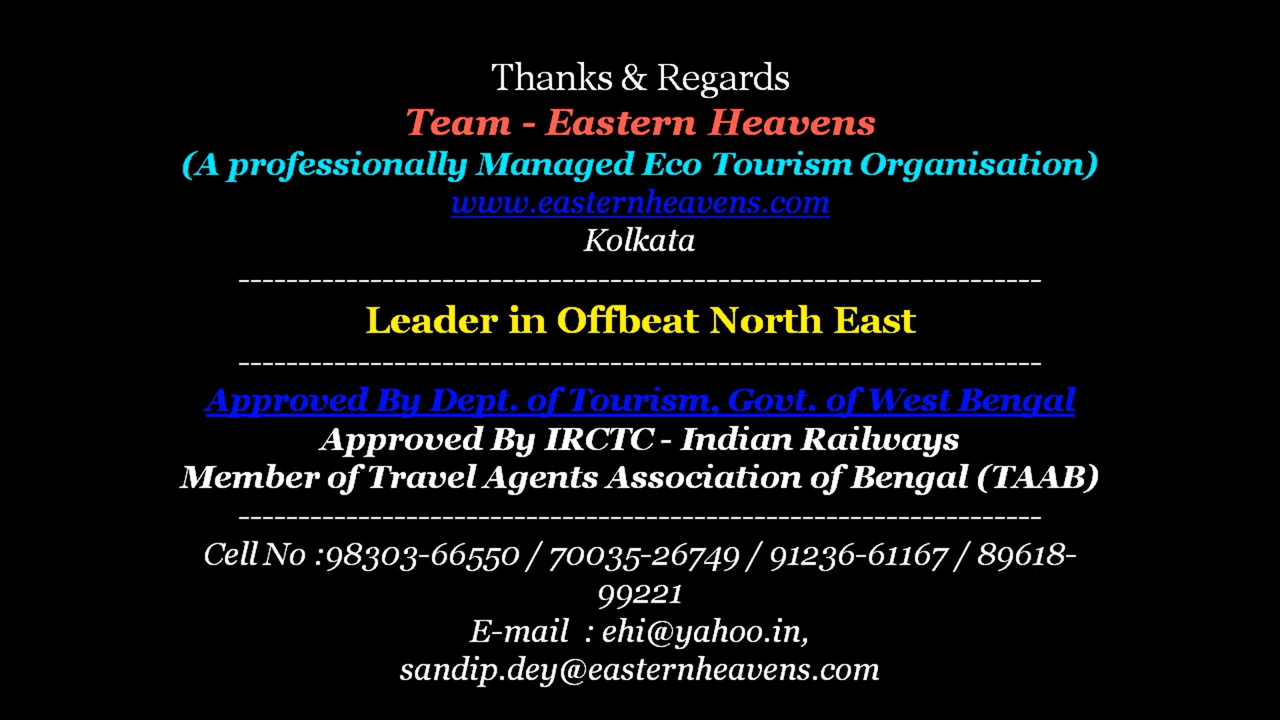 Thanks & Regards
Team - Eastern Heavens
(A professionally Managed Eco Tourism Organisation)
www.easternheavens.com
Kolkata
-------------------------------------------------------------------
Leader in Offbeat North East
-------------------------------------------------------------------
Approved By Dept. of Tourism, Govt. of West Bengal
Approved By IRCTC - Indian Railways
Member of Travel Agents Association of Bengal (TAAB)
-------------------------------------------------------------------
Cell No :98303-66550 / 70035-26749 / 91236-61167 / 89618-
99221
E-mail : ehi@yahoo.in,
sandip.dey@easternheavens.com